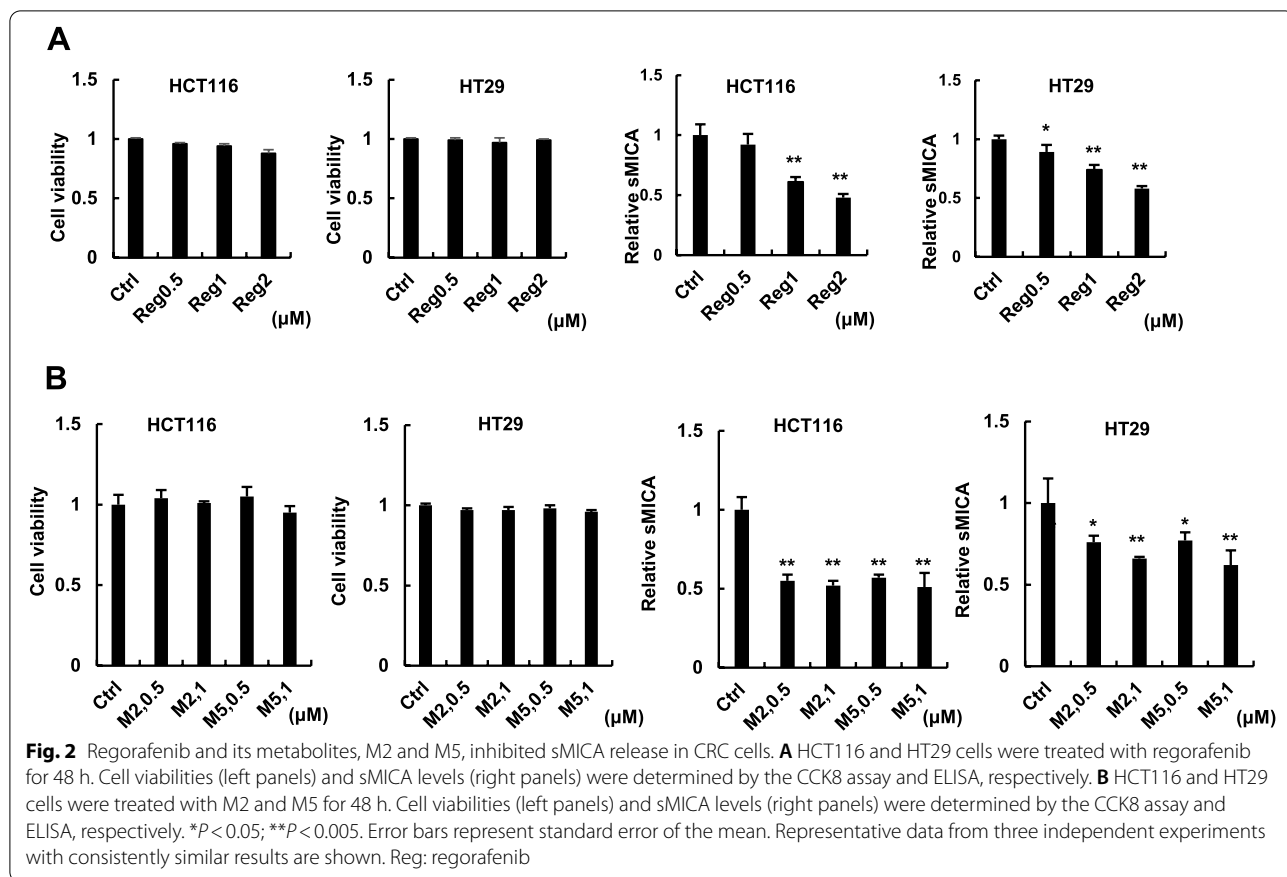 A
HCT116
Cell viability
1.5
1
0.5
0
Ctrl
Reg0.5
Reg1
Reg2
(µM)
HT29
Cell viability
1.5
1
0.5
0
Ctrl
Reg0.5
Reg1
Reg2
(µM)
HCT116
Relative sMICA
1.5
1
0.5
0
**
**
Ctrl
Reg0.5
Reg1
Reg2
(µM)
HT29
Relative sMICA
1.5
1
0.5
0
*
**
**
Ctrl
Reg0.5
Reg1
Reg2
(µM)
B
HCT116
Cell viability
1.5
1
0.5
0
Ctrl
M2,0.5
M2,1
M5,0.5
M5,1
(µM)
HT29
Cell viability
1.5
1
0.5
0
Ctrl
M2,0.5
M2,1
M5,0.5
M5,1
(µM)
HCT116
Relative sMICA
1.5
1
0.5
0
**
**
**
**
Ctrl
M2,0.5
M2,1
M5,0.5
M5,1
(µM)
HT29
Relative sMICA
1.5
1
0.5
0
*
**
*
**
Ctrl
M2,0.5
M2,1
M5,0.5
M5,1
(µM)
Fig. 2 Regorafenib and its metabolites, M2 and M5, inhibited sMICA release in CRC cells. A HCT116 and HT29 cells were treated with regorafenib
for 48 h. Cell viabilities (left panels) and sMICA levels (right panels) were determined by the CCK8 assay and ELISA, respectively. B HCT116 and HT29
cells were treated with M2 and M5 for 48 h. Cell viabilities (left panels) and sMICA levels (right panels) were determined by the CCK8 assay and
ELISA, respectively. *P < 0.05; **P < 0.005. Error bars represent standard error of the mean. Representative data from three independent experiments
with consistently similar results are shown. Reg: regorafenib